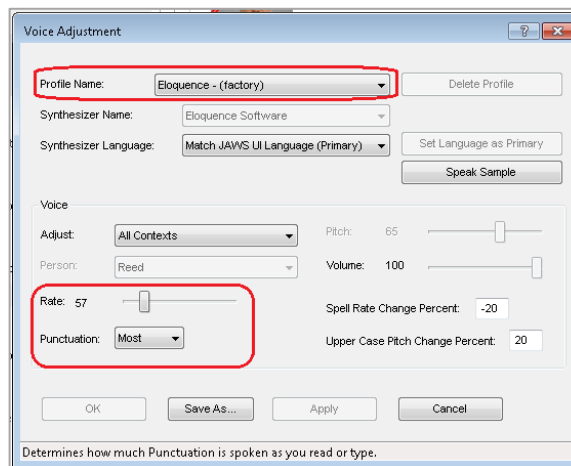 Voice Adjustment
Profile Name: Eloquence - (factory) Delete Profile
Synthesizer Name: Eloquence Software
Synthesizer Language: Match JAWS UI Language (Primary) Set Language as Primary
Speak Sample
Voice
Adjust: All Contexts Pitch: 65
Person: Reed Volume: 100
Rate: 57 Spell Rate Change Percent: -20
Punctuation: Most Upper Case Pitch Change Percent: 20
OK Save As... Apply Cancel
Determines how much Punctuation is spoken as you read or type.